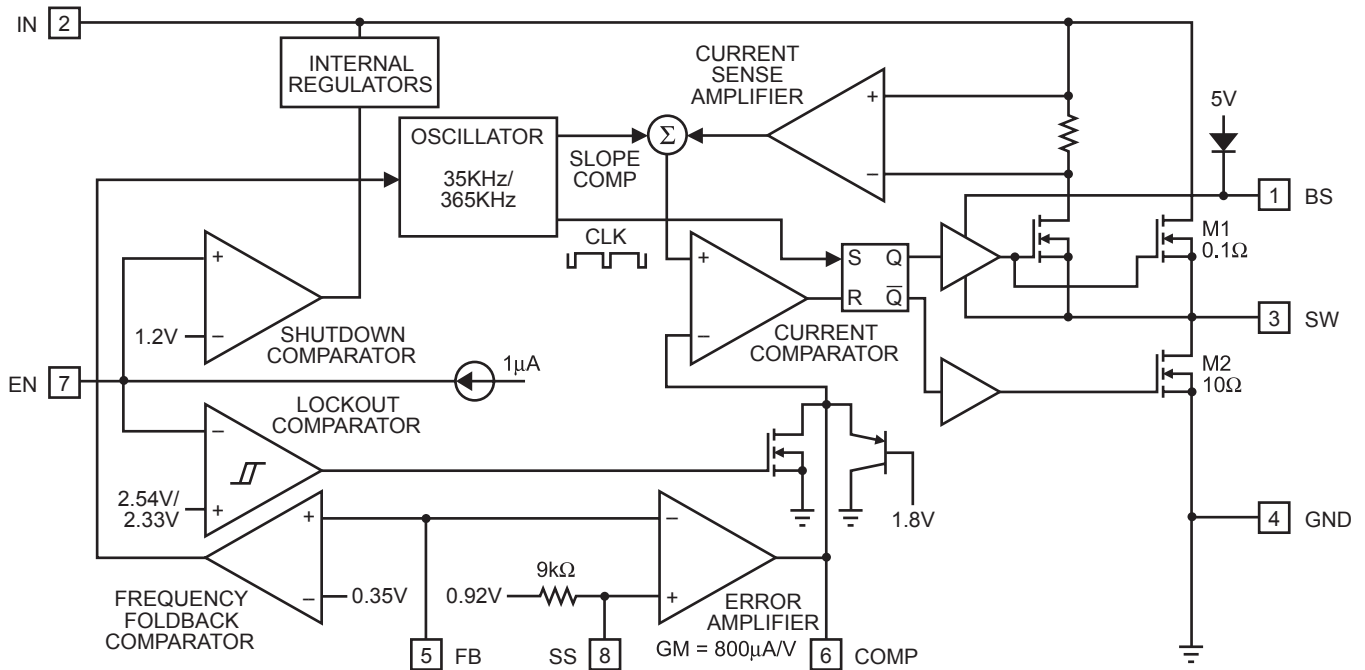 IN 2
INTERNAL
REGULATORS
CURRENT
SENSE
AMPLIFIER
+
−
5V
OSCILLATOR
35KHz/
365KHz
Σ
SLOPE
COMP
1 BS
CLK
+
−
1.2V
SHUTDOWN
COMPARATOR
+
−
CURRENT
COMPARATOR
S Q
R Q̅
M1
0.1Ω
3 SW
EN 7
1μA
M2
10Ω
LOCKOUT
COMPARATOR
−
+
2.54V/
2.33V
1.8V
4 GND
+
−
0.35V
FREQUENCY
FOLDBACK
COMPARATOR
0.92V
9kΩ
−
+
ERROR
AMPLIFIER
GM = 800μA/V
5 FB
SS 8
6 COMP